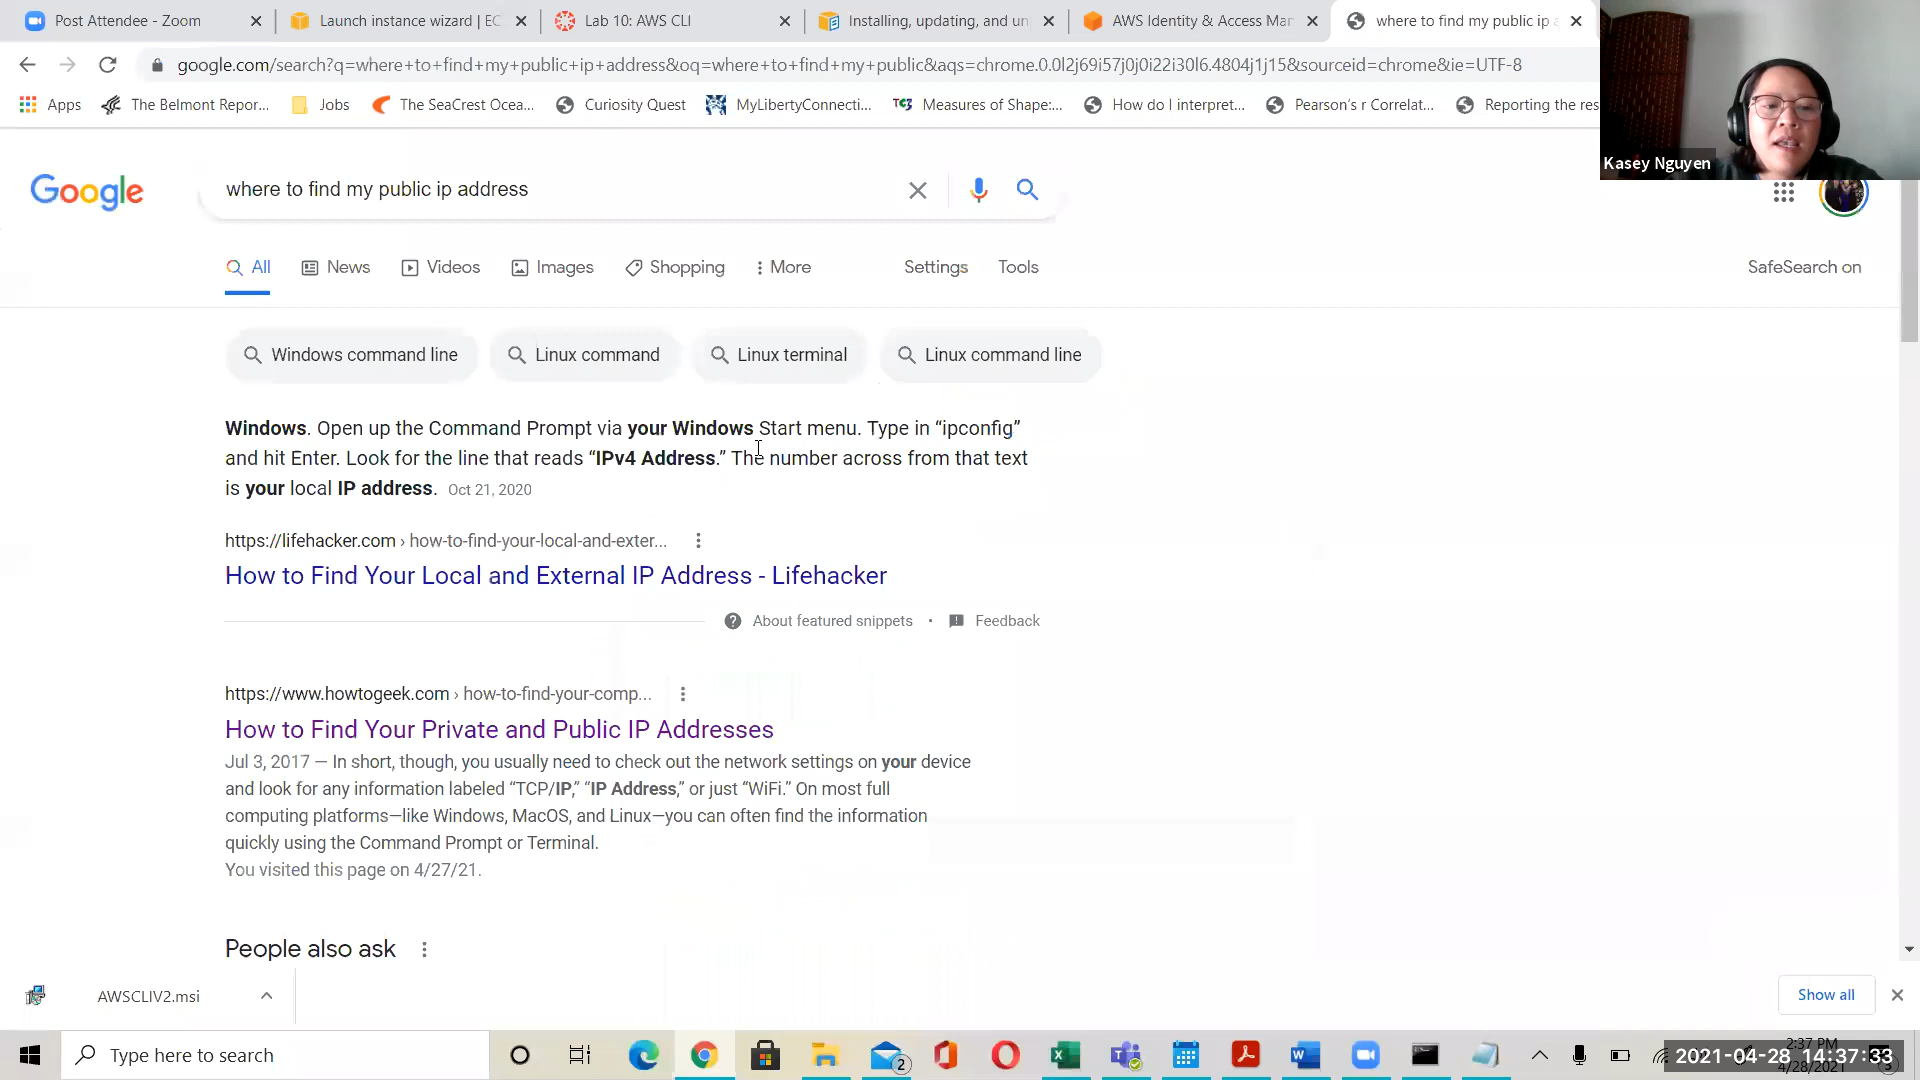 Post Attendee - Zoom
Launch instance wizard | EC
Lab 10: AWS CLI
Installing, updating, and un
AWS Identity & Access Mar
where to find my public ip a
google.com/search?q=where+to+find+my+public+ip+address&oq=where+to+find+my+public&aqs=chrome.0.0l2j69i57j0j0i22i30l6.4804j1j15&sourceid=chrome&ie=UTF-8
Apps
The Belmont Repor...
Jobs
The SeaCrest Ocea...
Curiosity Quest
MyLibertyConnecti...
Measures of Shape:...
How do I interpret...
Pearson's r Correlat...
Reporting the res
Kasey Nguyen
Google
where to find my public ip address
All
News
Videos
Images
Shopping
More
Settings
Tools
SafeSearch on
Windows command line
Linux command
Linux terminal
Linux command line
Windows. Open up the Command Prompt via your Windows Start menu. Type in “ipconfig”
and hit Enter. Look for the line that reads “IPv4 Address.” The number across from that text
is your local IP address. Oct 21, 2020
https://lifehacker.com › how-to-find-your-local-and-exter...
How to Find Your Local and External IP Address - Lifehacker
About featured snippets • Feedback
https://www.howtogeek.com › how-to-find-your-comp...
How to Find Your Private and Public IP Addresses
Jul 3, 2017 — In short, though, you usually need to check out the network settings on your device
and look for any information labeled “TCP/IP,” “IP Address,” or just “WiFi.” On most full
computing platforms—like Windows, MacOS, and Linux—you can often find the information
quickly using the Command Prompt or Terminal.
You visited this page on 4/27/21.
People also ask
AWSCLIV2.msi
Show all
Type here to search
2
2:37 PM
2021-04-28 14:37:33
4/28/2021